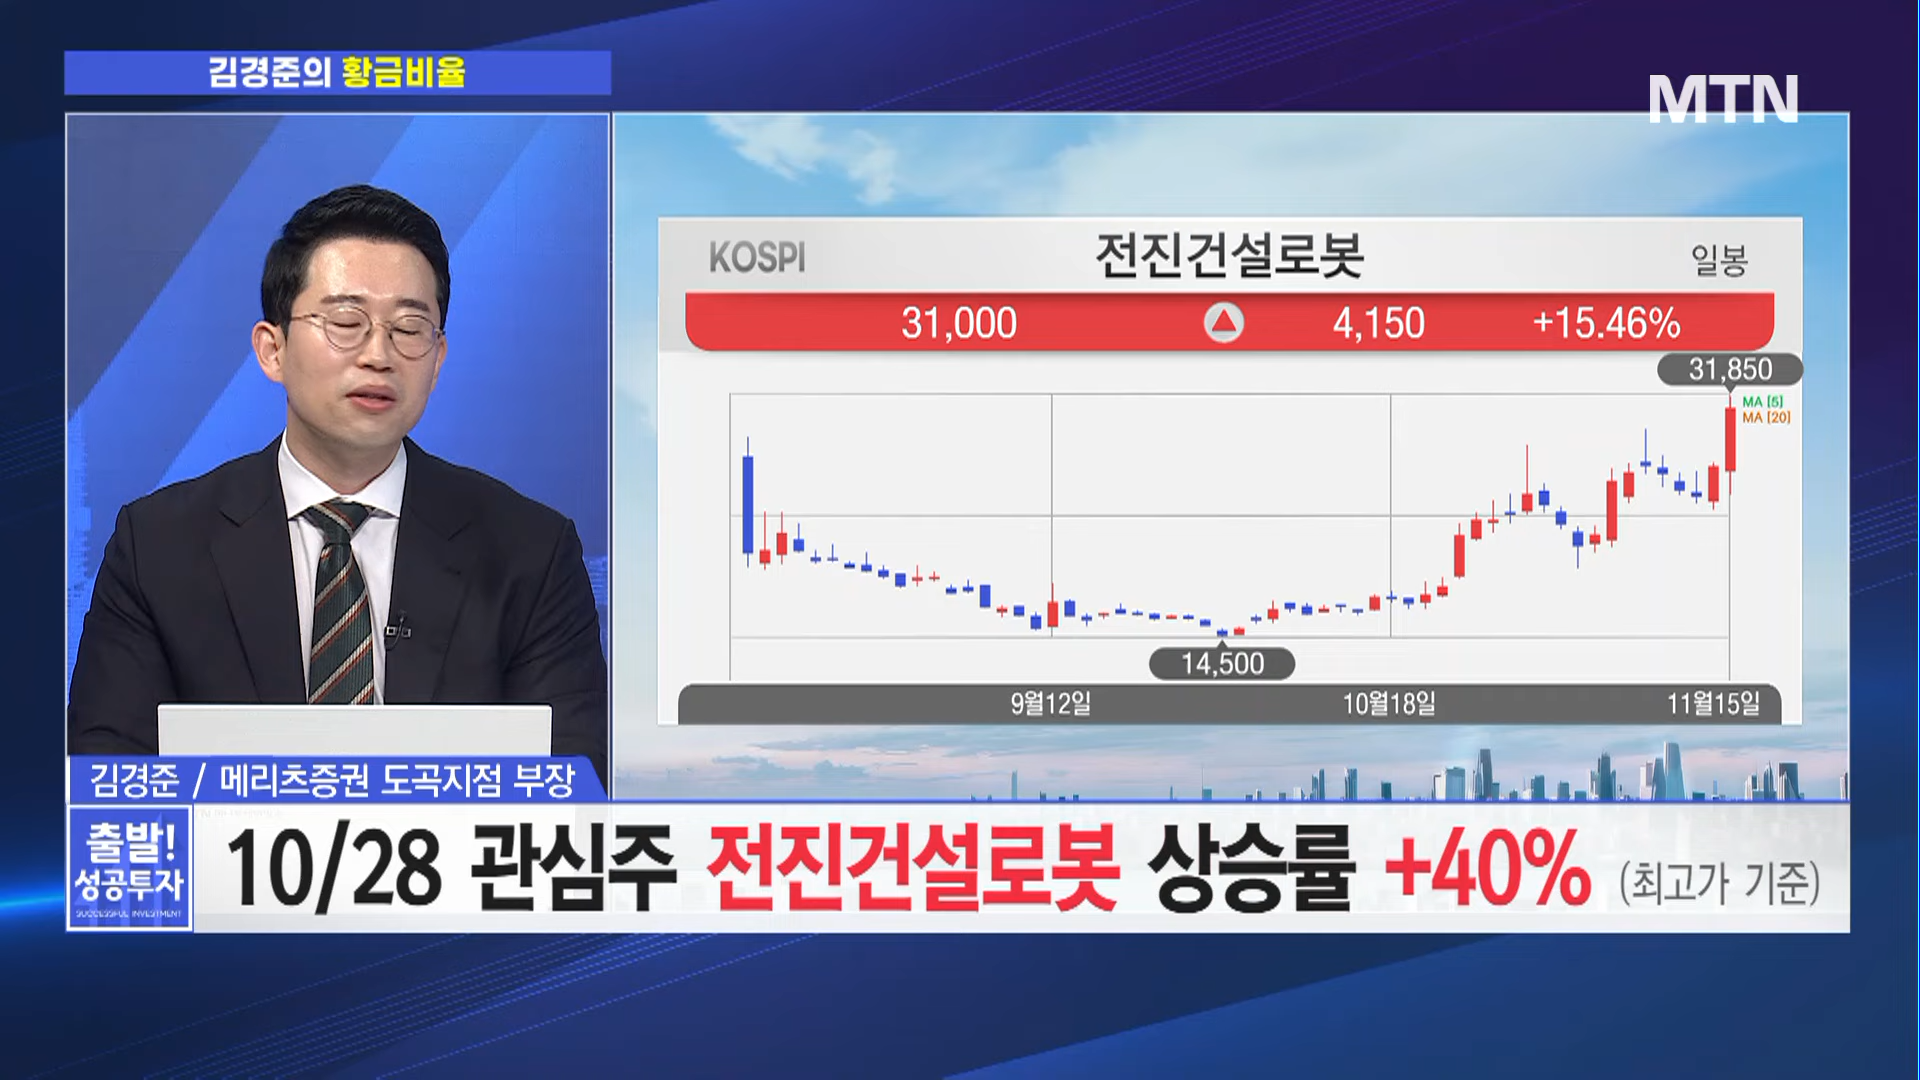 김경준의 황금비율
MTN
KOSPI 전진건설로봇 일봉
31,000 ▲ 4,150 +15.46%
31,850
MA [5]
MA [20]
14,500
9월12일 10월18일 11월15일
김경준 / 메리츠증권 도곡지점 부장
출발!
성공투자
SUCCESSFUL INVESTMENT
10/28 관심주 전진건설로봇 상승률 +40% (최고가 기준)